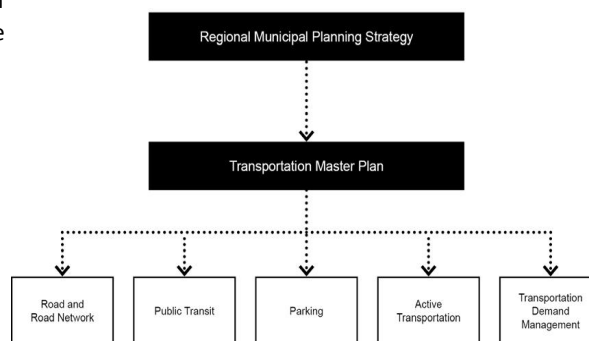 Regional Municipal Planning Strategy
Transportation Master Plan
Road and
Road Network
Public Transit
Parking
Active
Transportation
Transportation
Demand
Management